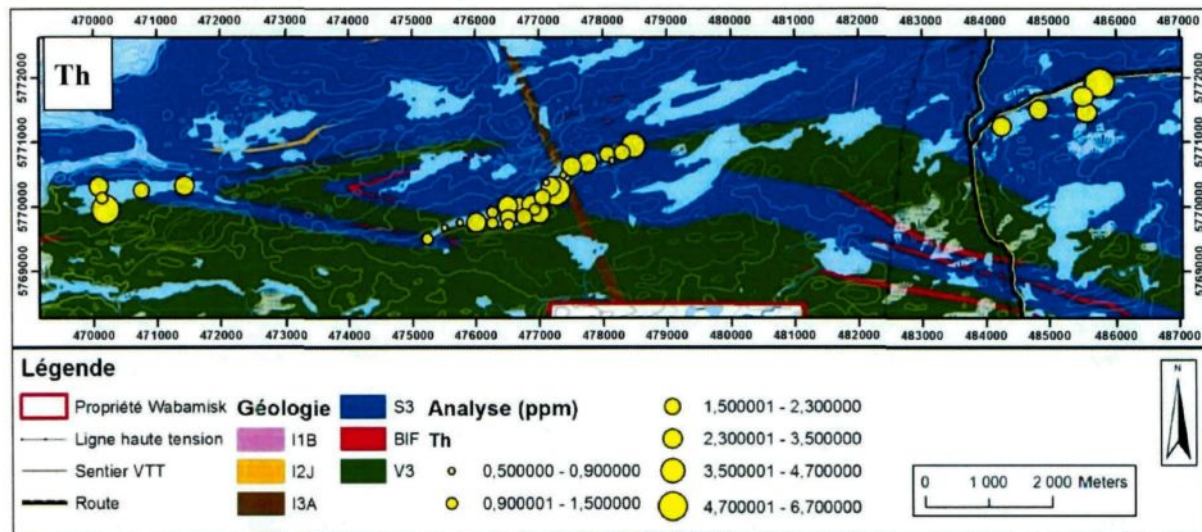 470000 471000 472000 473000 474000 475000 476000 477000 478000 479000 480000 481000 482000 483000 484000 485000 486000 487000
Th
5772000 5772000
5771000 5771000
5770000 5770000
5769000 5769000
470000 471000 472000 473000 474000 475000 476000 477000 478000 479000 480000 481000 482000 483000 484000 485000 486000 487000
Légende
Propriété Wabamisk
Ligne haute tension
Sentier VTT
Route
Géologie
I1B
I2J
I3A
S3
BIF
V3
Analyse (ppm)
Th
0,500000 - 0,900000
0,900001 - 1,500000
1,500001 - 2,300000
2,300001 - 3,500000
3,500001 - 4,700000
4,700001 - 6,700000
N
0 1 000 2 000 Meters